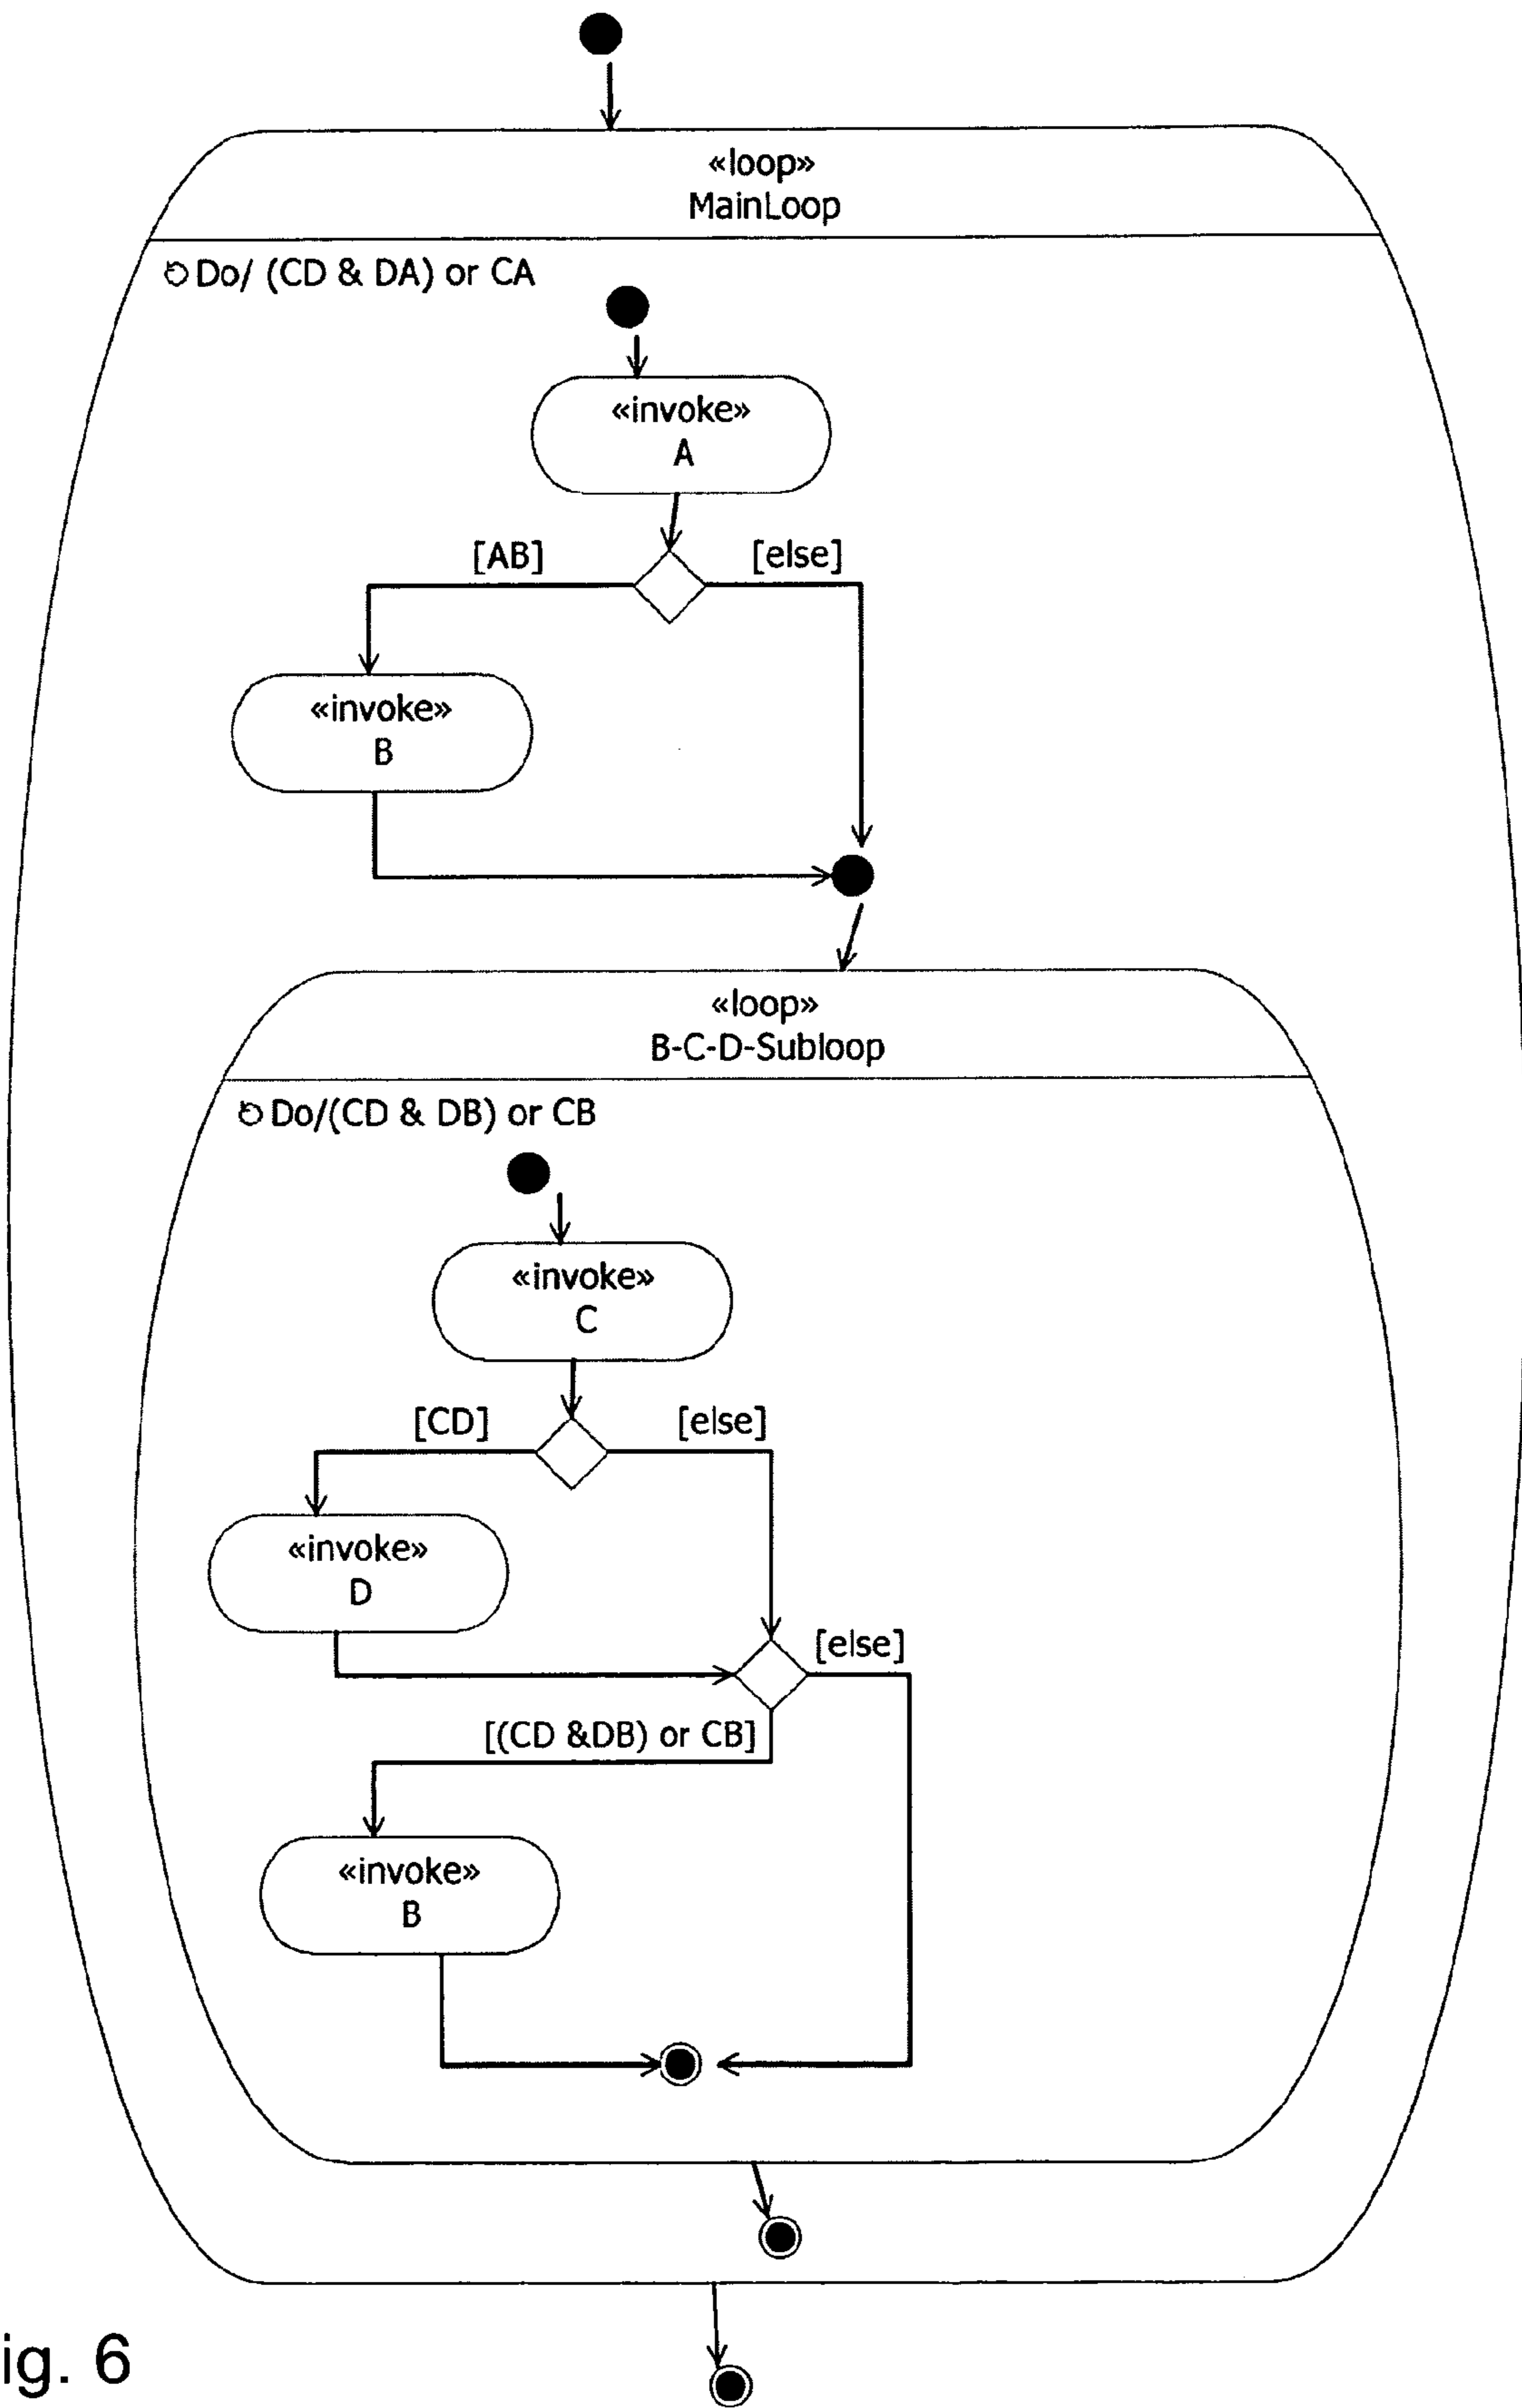 «loop»
MainLoop
Do/ (CD & DA) or CA
«invoke»
A
[AB]
[else]
«invoke»
B
«loop»
B-C-D-Subloop
Do/(CD & DB) or CB
«invoke»
C
[CD]
[else]
«invoke»
D
[else]
[(CD &DB) or CB]
«invoke»
B
ig. 6